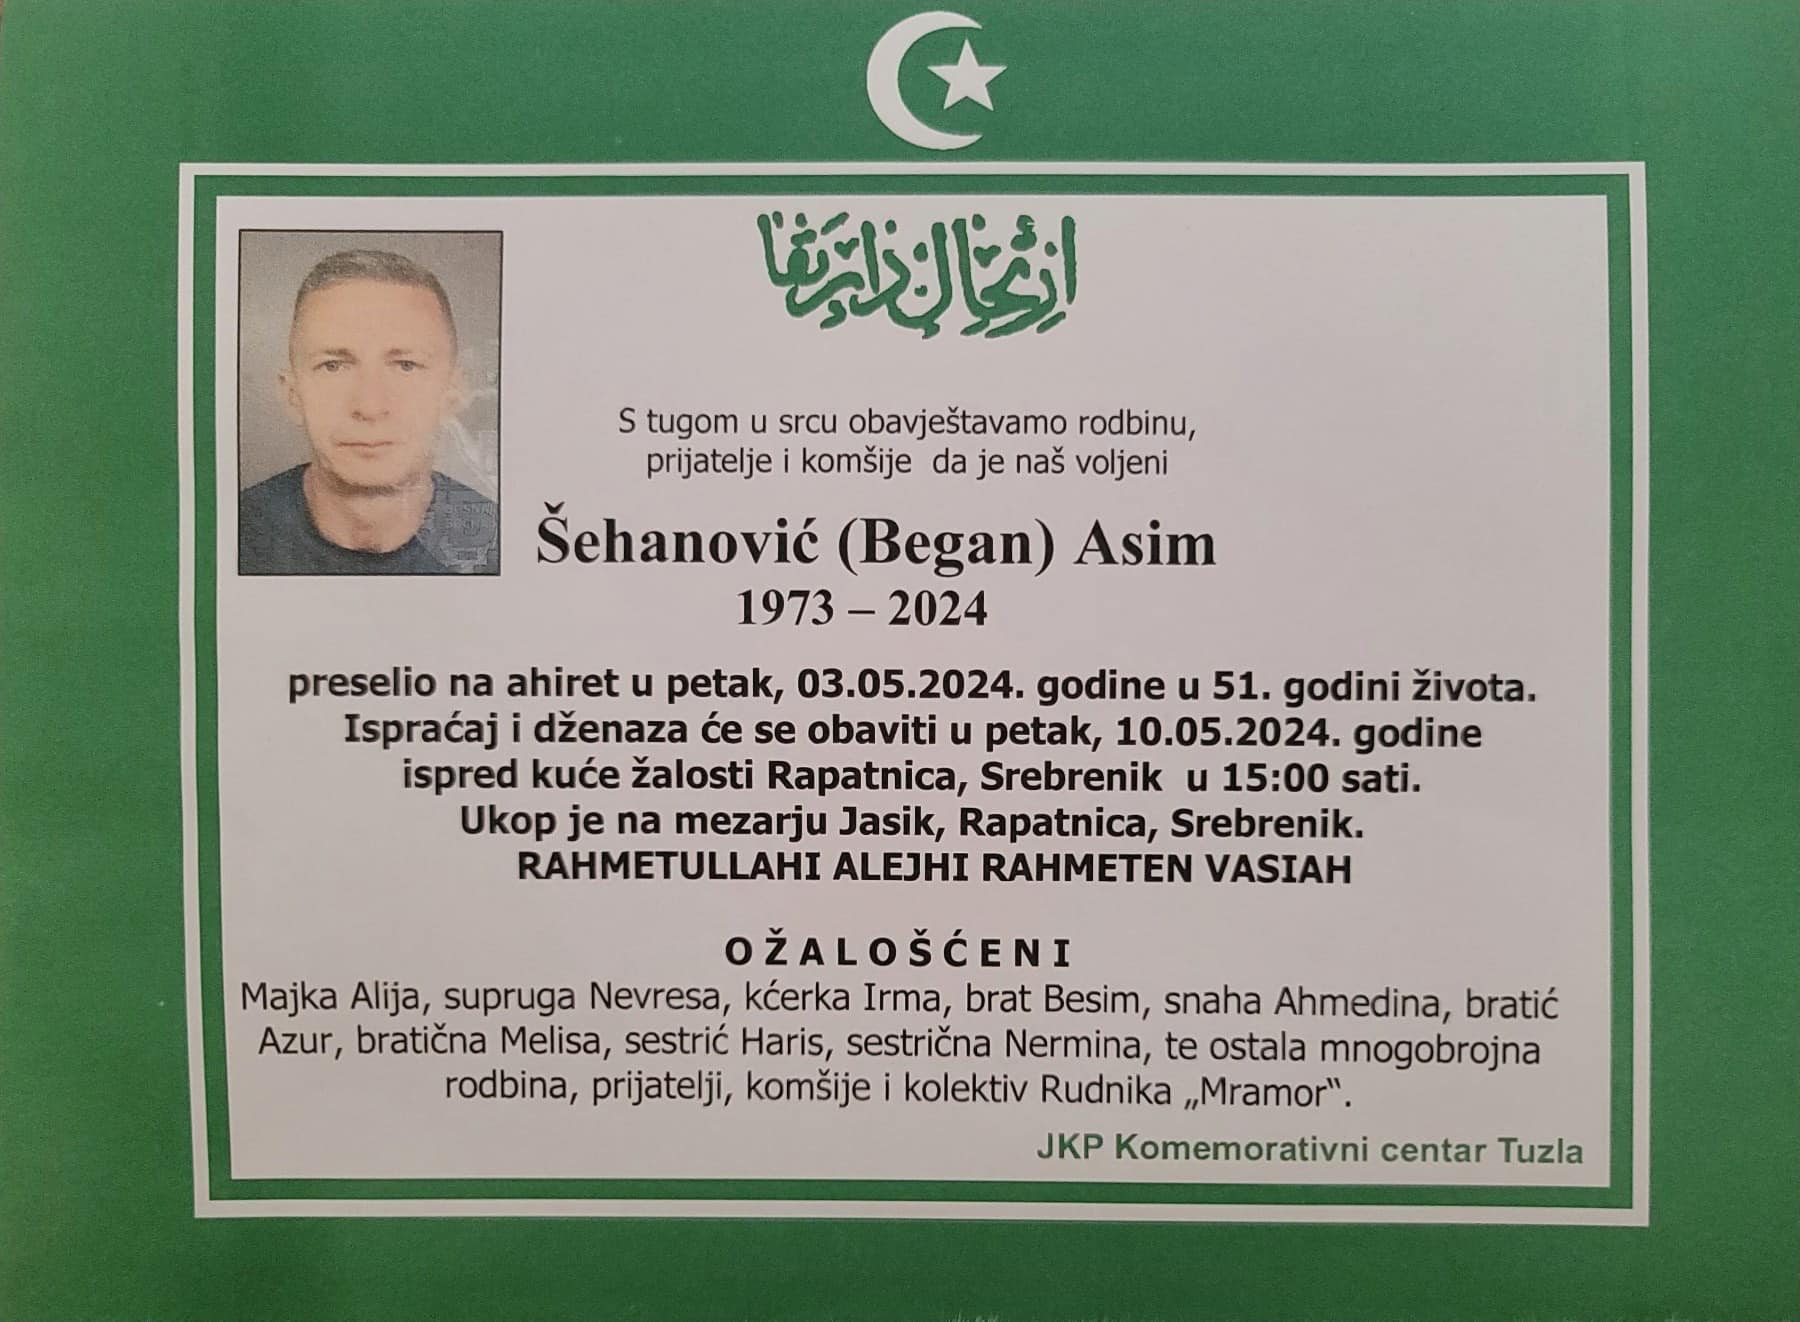 ارتحال دار بقا
S tugom u srcu obavještavamo rodbinu,
prijatelje i komšije da je naš voljeni
Šehanović (Began) Asim
1973 – 2024
preselio na ahiret u petak, 03.05.2024. godine u 51. godini života.
Ispraćaj i dženaza će se obaviti u petak, 10.05.2024. godine
ispred kuće žalosti Rapatnica, Srebrenik u 15:00 sati.
Ukop je na mezarju Jasik, Rapatnica, Srebrenik.
RAHMETULLAHI ALEJHI RAHMETEN VASIAH
OŽALOŠĆENI
Majka Alija, supruga Nevresa, kćerka Irma, brat Besim, snaha Ahmedina, bratić
Azur, bratična Melisa, sestrić Haris, sestrična Nermina, te ostala mnogobrojna
rodbina, prijatelji, komšije i kolektiv Rudnika „Mramor“.
JKP Komemorativni centar Tuzla